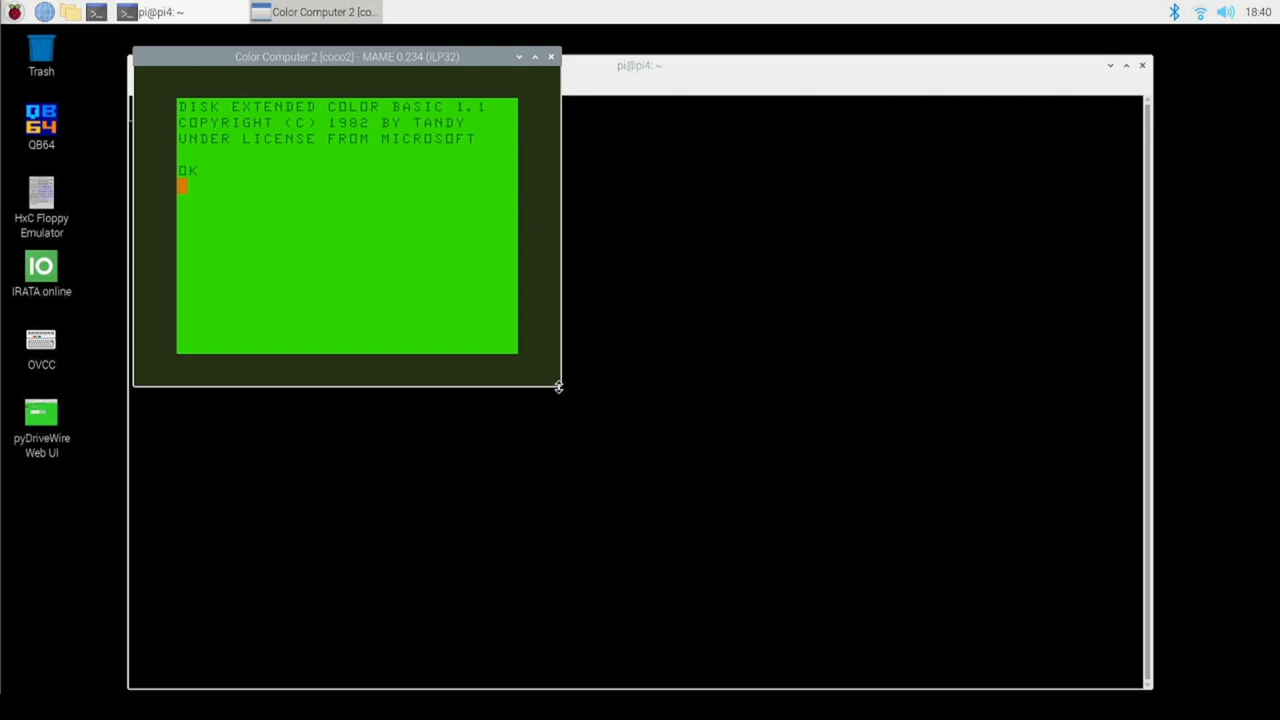 pi@pi4: ~
Color Computer 2 [co...
18:40
Trash
QB64
HxC Floppy
Emulator
IO
IRATA.online
OVCC
pyDriveWire
Web UI
Color Computer 2 [coco2] - MAME 0.234 (ILP32)
pi@pi4: ~
DISK EXTENDED COLOR BASIC 1.1
COPYRIGHT (C) 1982 BY TANDY
UNDER LICENSE FROM MICROSOFT
OK